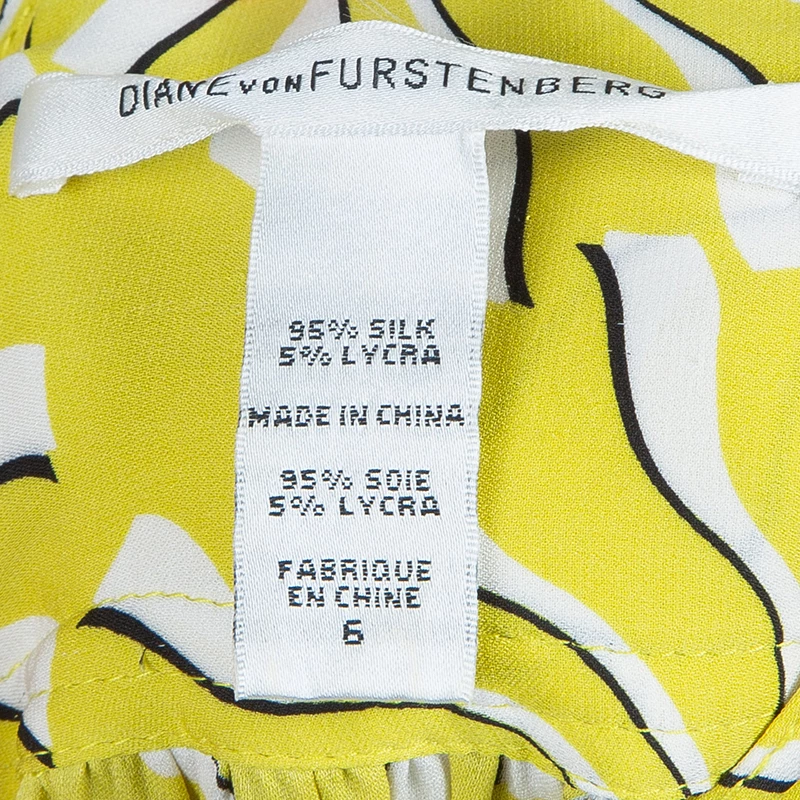 DIANE VON FURSTENBERG
95% SILK
5% LYCRA
MADE IN CHINA
95% SOIE
5% LYCRA
FABRIQUE
EN CHINE
6